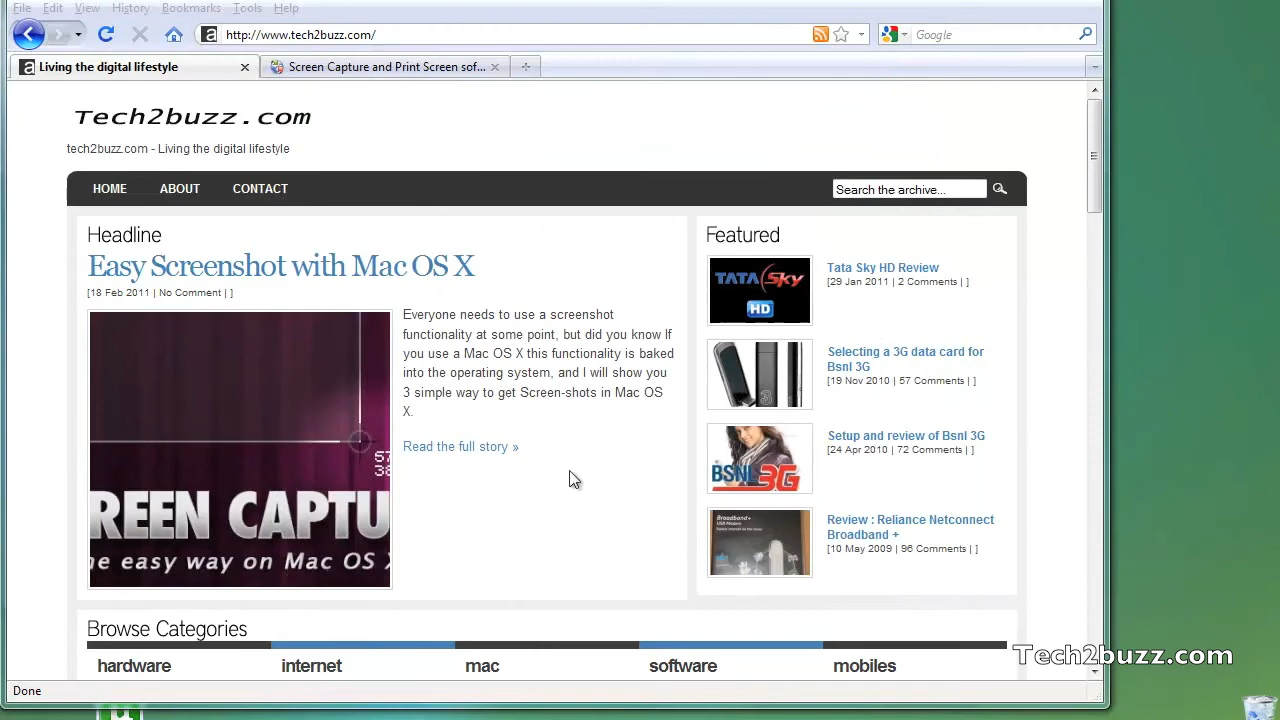 File Edit View History Bookmarks Tools Help
http://www.tech2buzz.com/
Google
Living the digital lifestyle
Screen Capture and Print Screen sof...
Tech2buzz.com
tech2buzz.com - Living the digital lifestyle
HOME ABOUT CONTACT
Search the archive...
Headline
Easy Screenshot with Mac OS X
[18 Feb 2011 | No Comment | ]
67
38
REEN CAPTU
he easy way on Mac OS X
Everyone needs to use a screenshot
functionality at some point, but did you know If
you use a Mac OS X this functionality is baked
into the operating system, and I will show you
3 simple way to get Screen-shots in Mac OS
X.
Read the full story »
Featured
TATA Sky
HD
Tata Sky HD Review
[29 Jan 2011 | 2 Comments | ]
Selecting a 3G data card for
Bsnl 3G
[19 Nov 2010 | 57 Comments | ]
BSNL 3G
Setup and review of Bsnl 3G
[24 Apr 2010 | 72 Comments | ]
Broadband+
Review : Reliance Netconnect
Broadband +
[10 May 2009 | 96 Comments | ]
Browse Categories
hardware internet mac software mobiles
Tech2buzz.com
Done